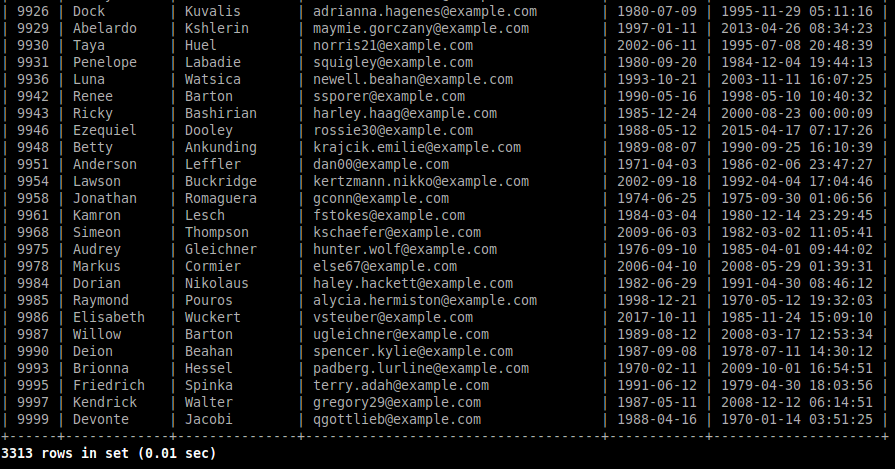 | 9926 | Dock | Kuvalis | adrianna.hagenes@example.com | 1980-07-09 | 1995-11-29 05:11:16 |
| 9929 | Abelardo | Kshlerin | maymie.gorczany@example.com | 1997-01-11 | 2013-04-26 08:34:23 |
| 9930 | Taya | Huel | norris21@example.com | 2002-06-11 | 1995-07-08 20:48:39 |
| 9931 | Penelope | Labadie | squigley@example.com | 1980-09-20 | 1984-12-04 19:44:13 |
| 9936 | Luna | Watsica | newell.beahan@example.com | 1993-10-21 | 2003-11-11 16:07:25 |
| 9942 | Renee | Barton | ssporer@example.com | 1990-05-16 | 1998-05-10 10:40:32 |
| 9943 | Ricky | Bashirian | harley.haag@example.com | 1985-12-24 | 2000-08-23 00:00:09 |
| 9946 | Ezequiel | Dooley | rossie30@example.com | 1988-05-12 | 2015-04-17 07:17:26 |
| 9948 | Betty | Ankunding | krajcik.emilie@example.com | 1989-08-07 | 1990-09-25 16:10:39 |
| 9951 | Anderson | Leffler | dan00@example.com | 1971-04-03 | 1986-02-06 23:47:27 |
| 9954 | Lawson | Buckridge | kertzmann.nikko@example.com | 2002-09-18 | 1992-04-04 17:04:46 |
| 9958 | Jonathan | Romaguera | gconn@example.com | 1974-06-25 | 1975-09-30 01:06:56 |
| 9961 | Kamron | Lesch | fstokes@example.com | 1984-03-04 | 1980-12-14 23:29:45 |
| 9968 | Simeon | Thompson | kschaefer@example.com | 2009-06-03 | 1982-03-02 11:05:41 |
| 9975 | Audrey | Gleichner | hunter.wolf@example.com | 1976-09-10 | 1985-04-01 09:44:02 |
| 9978 | Markus | Cormier | else67@example.com | 2006-04-10 | 2008-05-29 01:39:31 |
| 9984 | Dorian | Nikolaus | haley.hackett@example.com | 1982-06-29 | 1991-04-30 08:46:12 |
| 9985 | Raymond | Pouros | alycia.hermiston@example.com | 1998-12-21 | 1970-05-12 19:32:03 |
| 9986 | Elisabeth | Wuckert | vsteuber@example.com | 2017-10-11 | 1985-11-24 15:09:10 |
| 9987 | Willow | Barton | ugleichner@example.com | 1989-08-12 | 2008-03-17 12:53:34 |
| 9990 | Deion | Beahan | spencer.kylie@example.com | 1987-09-08 | 1978-07-11 14:30:12 |
| 9993 | Brionna | Hessel | padberg.lurline@example.com | 1970-02-11 | 2009-10-01 16:54:51 |
| 9995 | Friedrich | Spinka | terry.adah@example.com | 1991-06-12 | 1979-04-30 18:03:56 |
| 9997 | Kendrick | Walter | gregory29@example.com | 1987-05-11 | 2008-12-12 06:14:51 |
| 9999 | Devonte | Jacobi | qgottlieb@example.com | 1988-04-16 | 1970-01-14 03:51:25 |
+------+-------------+---------------+-------------------------------------+------------+---------------------+
3313 rows in set (0.01 sec)